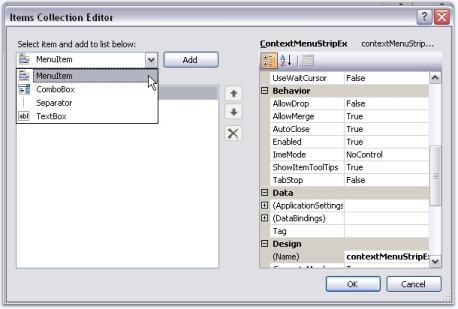 Items Collection Editor
Select item and add to list below:
MenuItem
Add
MenuItem
ComboBox
Separator
abl TextBox
ContextMenuStripEx contextMenuStrip...
UseWaitCursor False
Behavior
AllowDrop False
AllowMerge True
AutoClose True
Enabled True
ImeMode NoControl
ShowItemToolTips True
TabStop False
Data
(ApplicationSettings
(DataBindings)
Tag
Design
(Name) contextMenuStripEx
OK Cancel